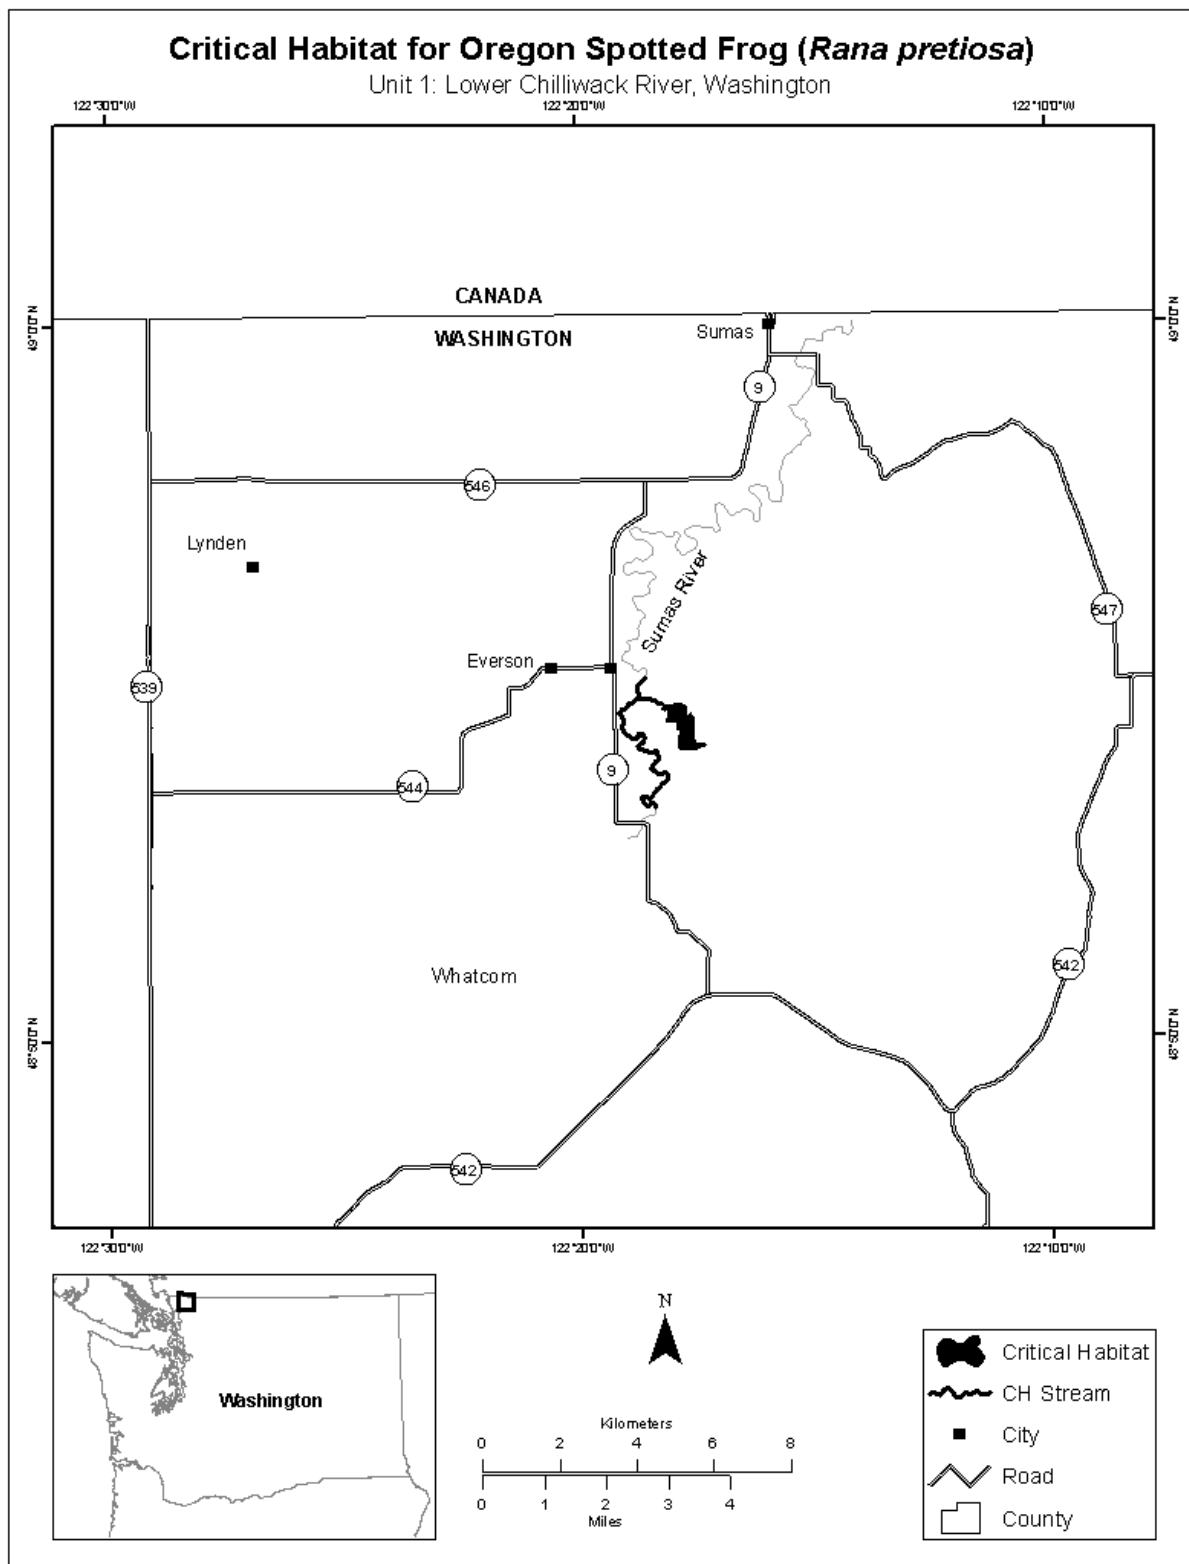 Critical Habitat for Oregon Spotted Frog (Rana pretiosa)
Unit 1: Lower Chilliwack River, Washington
122°30'0"W 122°20'0"W 122°10'0"W
CANADA
49°0'0"N
49°0'0"N
WASHINGTON
Sumas
9
546
Lynden
Sumas River
547
Everson
539
9
544
Whatcom
542
48°50'0"N
48°50'0"N
542
122°30'0"W 122°20'0"W 122°10'0"W
Washington
N
Kilometers
0 2 4 6 8
0 1 2 3 4
Miles
Critical Habitat
CH Stream
City
Road
County